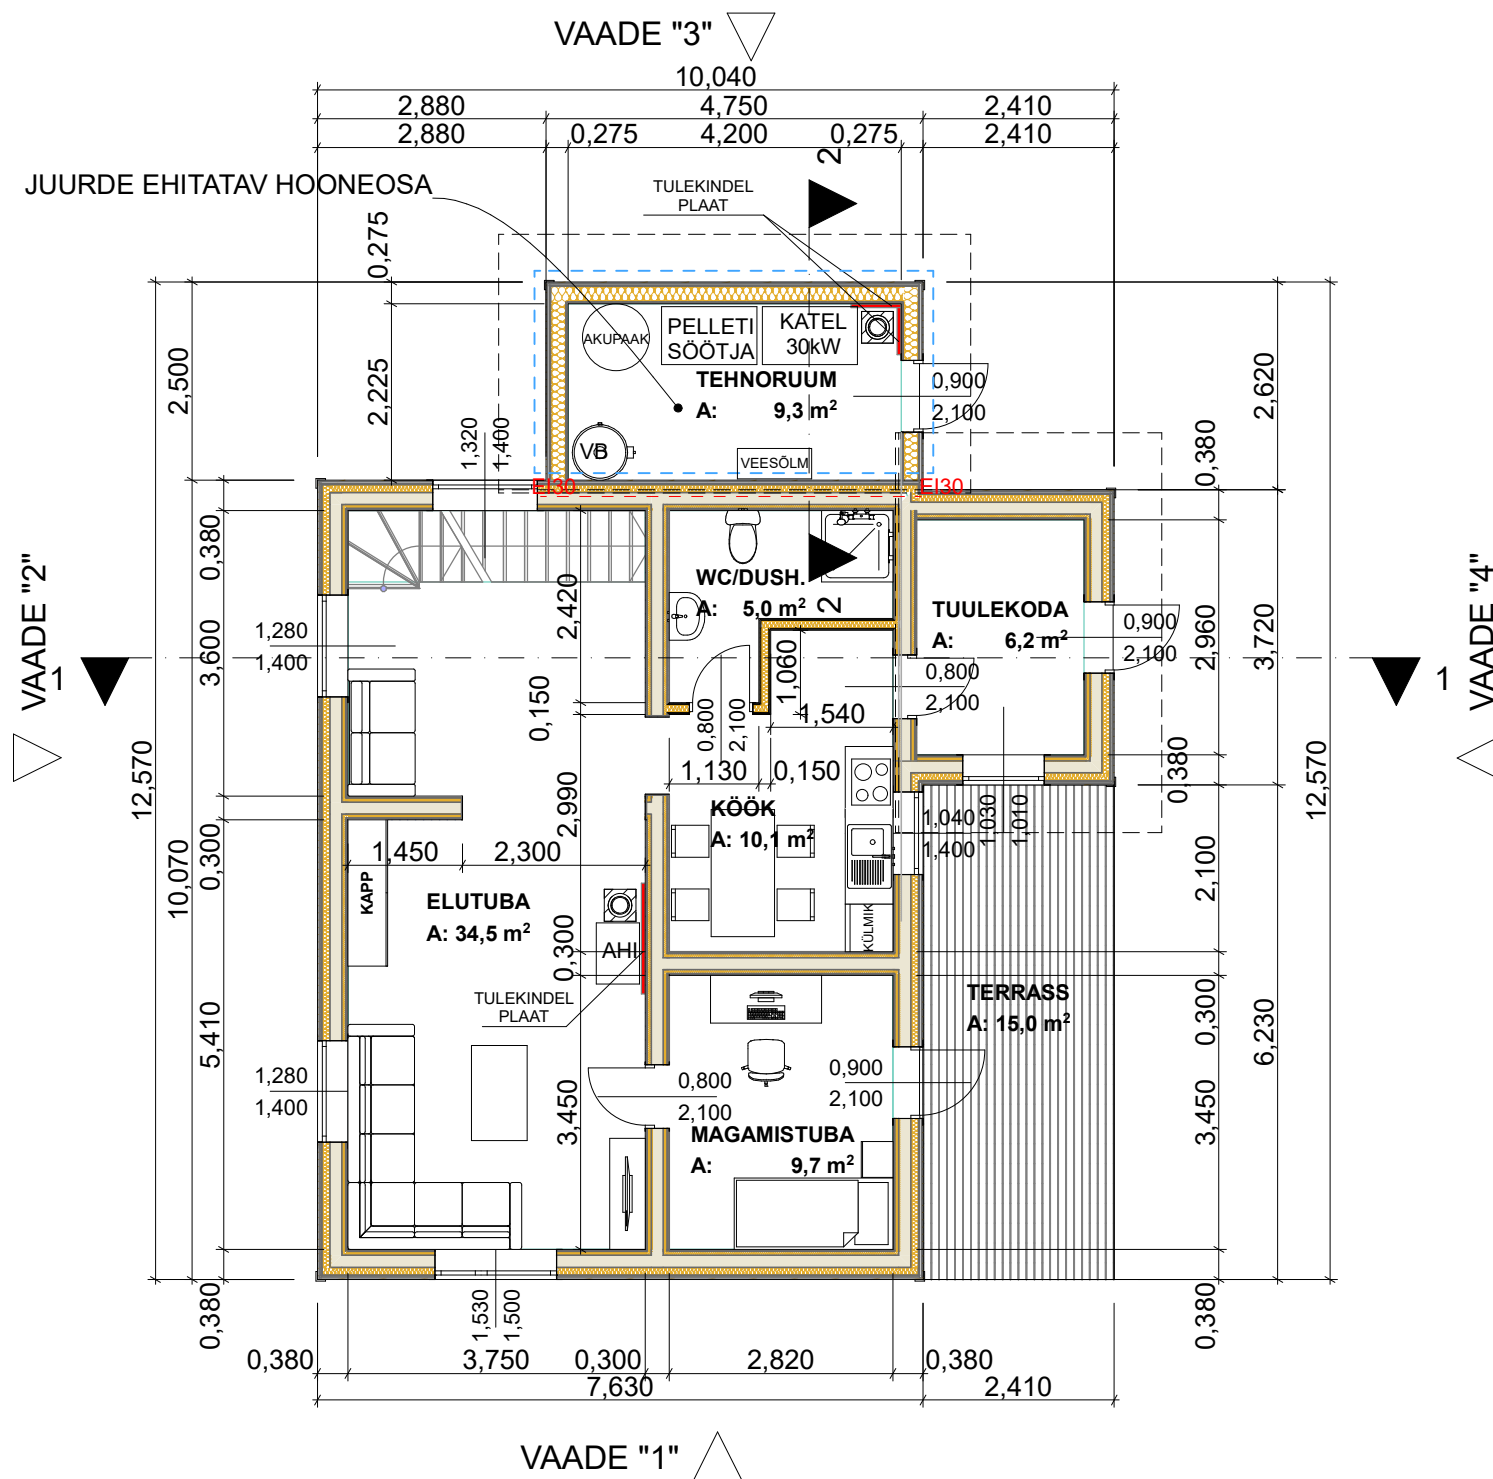 VAADE "3"
10,040
2,880
4,750
2,410
2,880
0,275
4,200
0,275
2,410
2
JUURDE EHITATAV HOONEOSA
TULEKINDEL
PLAAT
0,275
2,225
2,500
12,570
10,070
AKUPAAK
PELLETI
SÖÖTJA
KATEL
30kW
TEHNORUUM
A: 9,3 m²
0,900
2,100
VB
VEESÕLM
EI30
EI30
1,320
1,400
2,620
0,380
0,380
3,600
0,300
5,410
0,380
VAADE "2"
1
1,280
1,400
2,420
0,150
2,990
0,300
3,450
WC/DUSH.
A: 5,0 m²
2
1,060
1,540
0,800
2,100
1,130
0,150
TUULEKODA
A: 6,2 m²
0,900
2,100
0,800
2,100
2,960
3,720
0,380
12,570
VAADE "4"
1
KÖÖK
A: 10,1 m²
1,040
1,400
1,030
1,010
2,100
1,450
2,300
KAPP
ELUTUBA
A: 34,5 m²
AHI
KÜLMIK
TULEKINDEL
PLAAT
TERRASS
A: 15,0 m²
0,300
6,230
3,450
0,380
1,280
1,400
0,800
2,100
0,900
2,100
MAGAMISTUBA
A: 9,7 m²
1,530
1,500
0,380
3,750
0,300
2,820
0,380
7,630
2,410
VAADE "1"